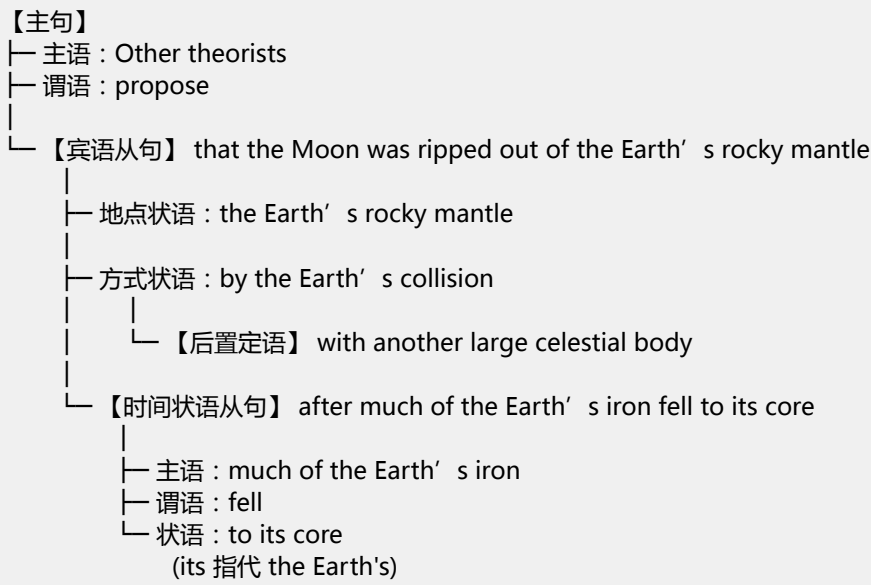 【主句】
├─ 主语：Other theorists
├─ 谓语：propose
│
└─ 【宾语从句】 that the Moon was ripped out of the Earth’s rocky mantle
│
├─ 地点状语：the Earth’s rocky mantle
│
├─ 方式状语：by the Earth’s collision
│ │
│ └─ 【后置定语】 with another large celestial body
│
└─ 【时间状语从句】 after much of the Earth’s iron fell to its core
│
├─ 主语：much of the Earth’s iron
├─ 谓语：fell
└─ 状语：to its core
(its 指代 the Earth's)